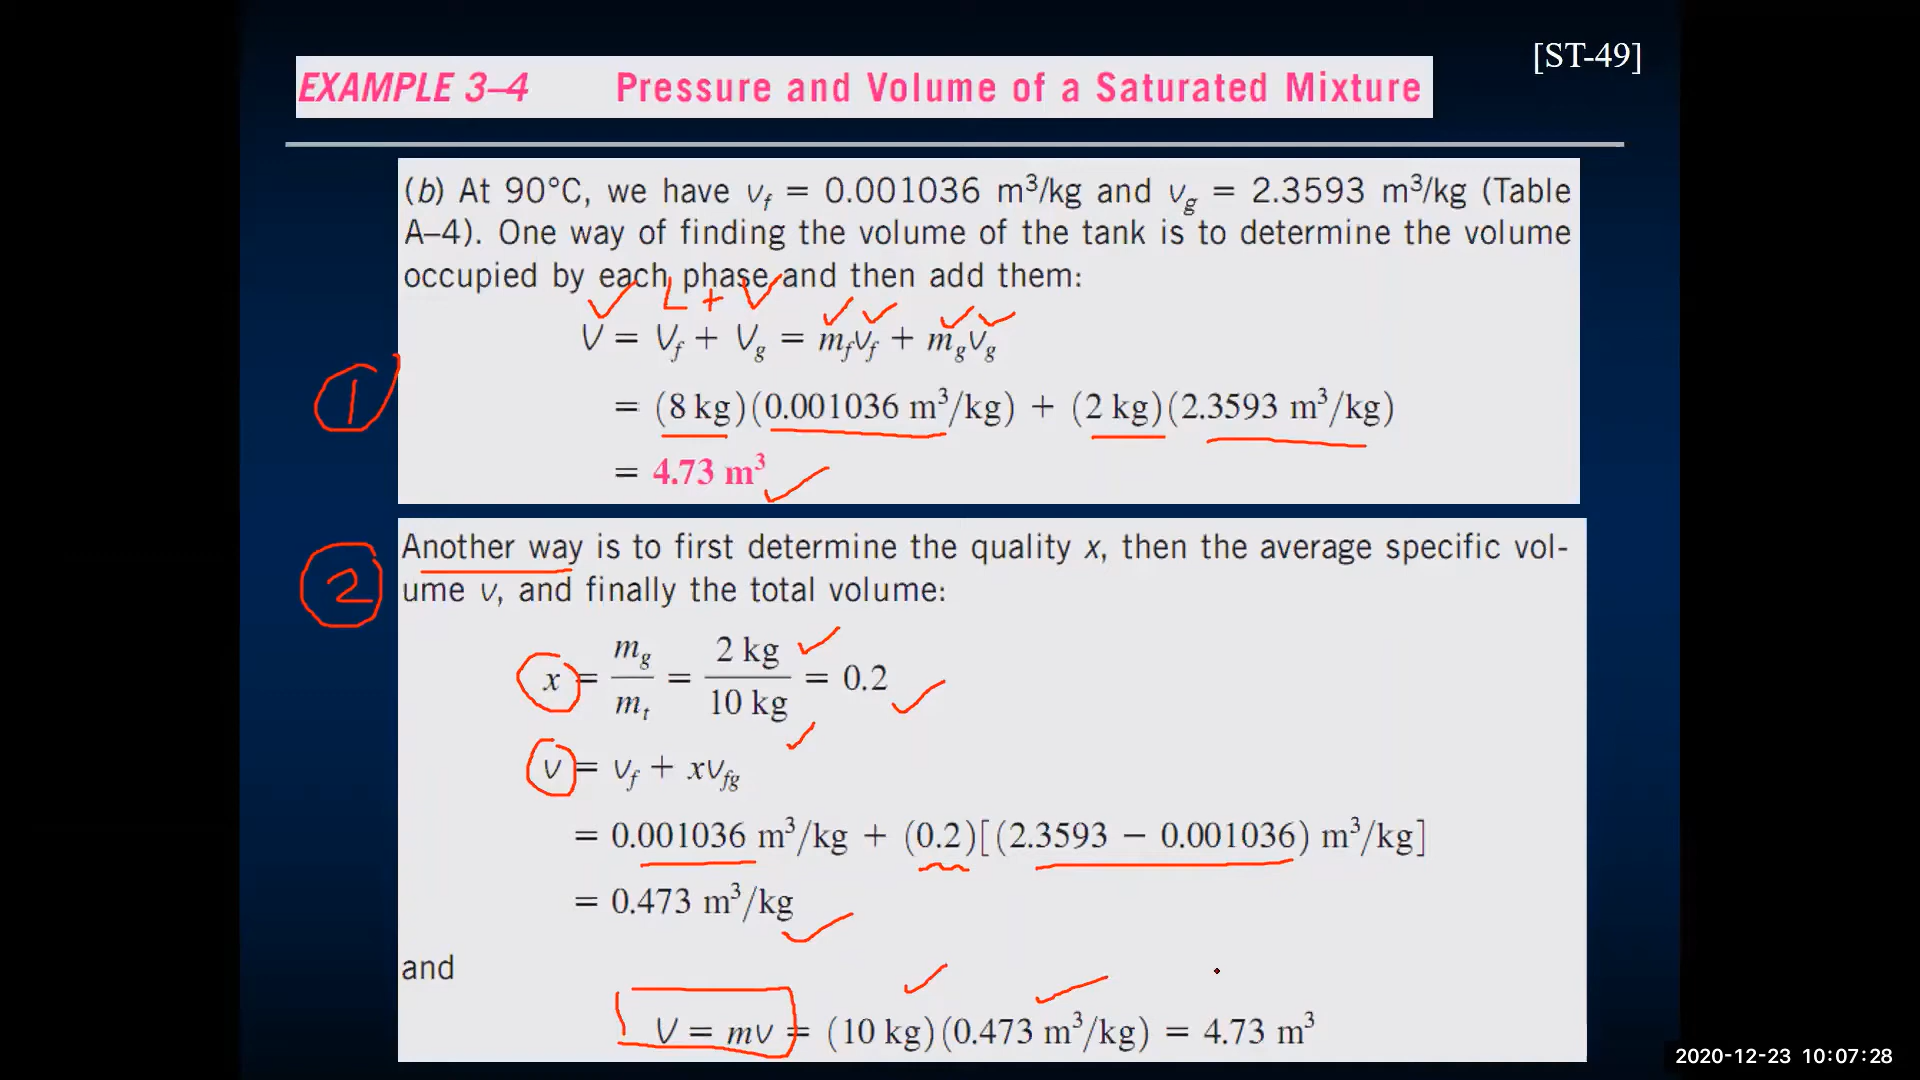 [ST-49]
EXAMPLE 3–4 Pressure and Volume of a Saturated Mixture
(b) At 90°C, we have v_f = 0.001036 m³/kg and v_g = 2.3593 m³/kg (Table
A–4). One way of finding the volume of the tank is to determine the volume
occupied by each phase and then add them:
L + V
V = V_f + V_g = m_f v_f + m_g v_g
1
= (8 kg)(0.001036 m³/kg) + (2 kg)(2.3593 m³/kg)
= 4.73 m³
2
Another way is to first determine the quality x, then the average specific vol-
ume v, and finally the total volume:
x = m_g/m_t = 2 kg/10 kg = 0.2
v = v_f + xv_fg
= 0.001036 m³/kg + (0.2)[(2.3593 − 0.001036) m³/kg]
= 0.473 m³/kg
and
V = mv = (10 kg)(0.473 m³/kg) = 4.73 m³
2020-12-23 10:07:28